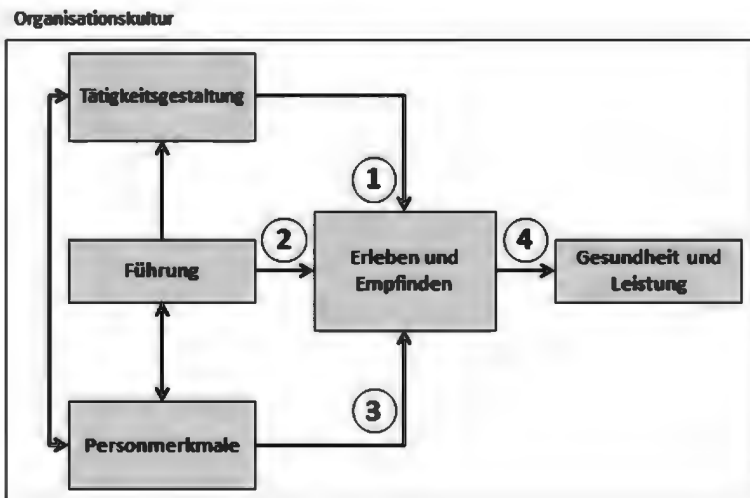 Organisationskultur
Tätigkeitsgestaltung
1
Führung
2
Erleben und
Empfinden
4
Gesundheit und
Leistung
3
Personmerkmale